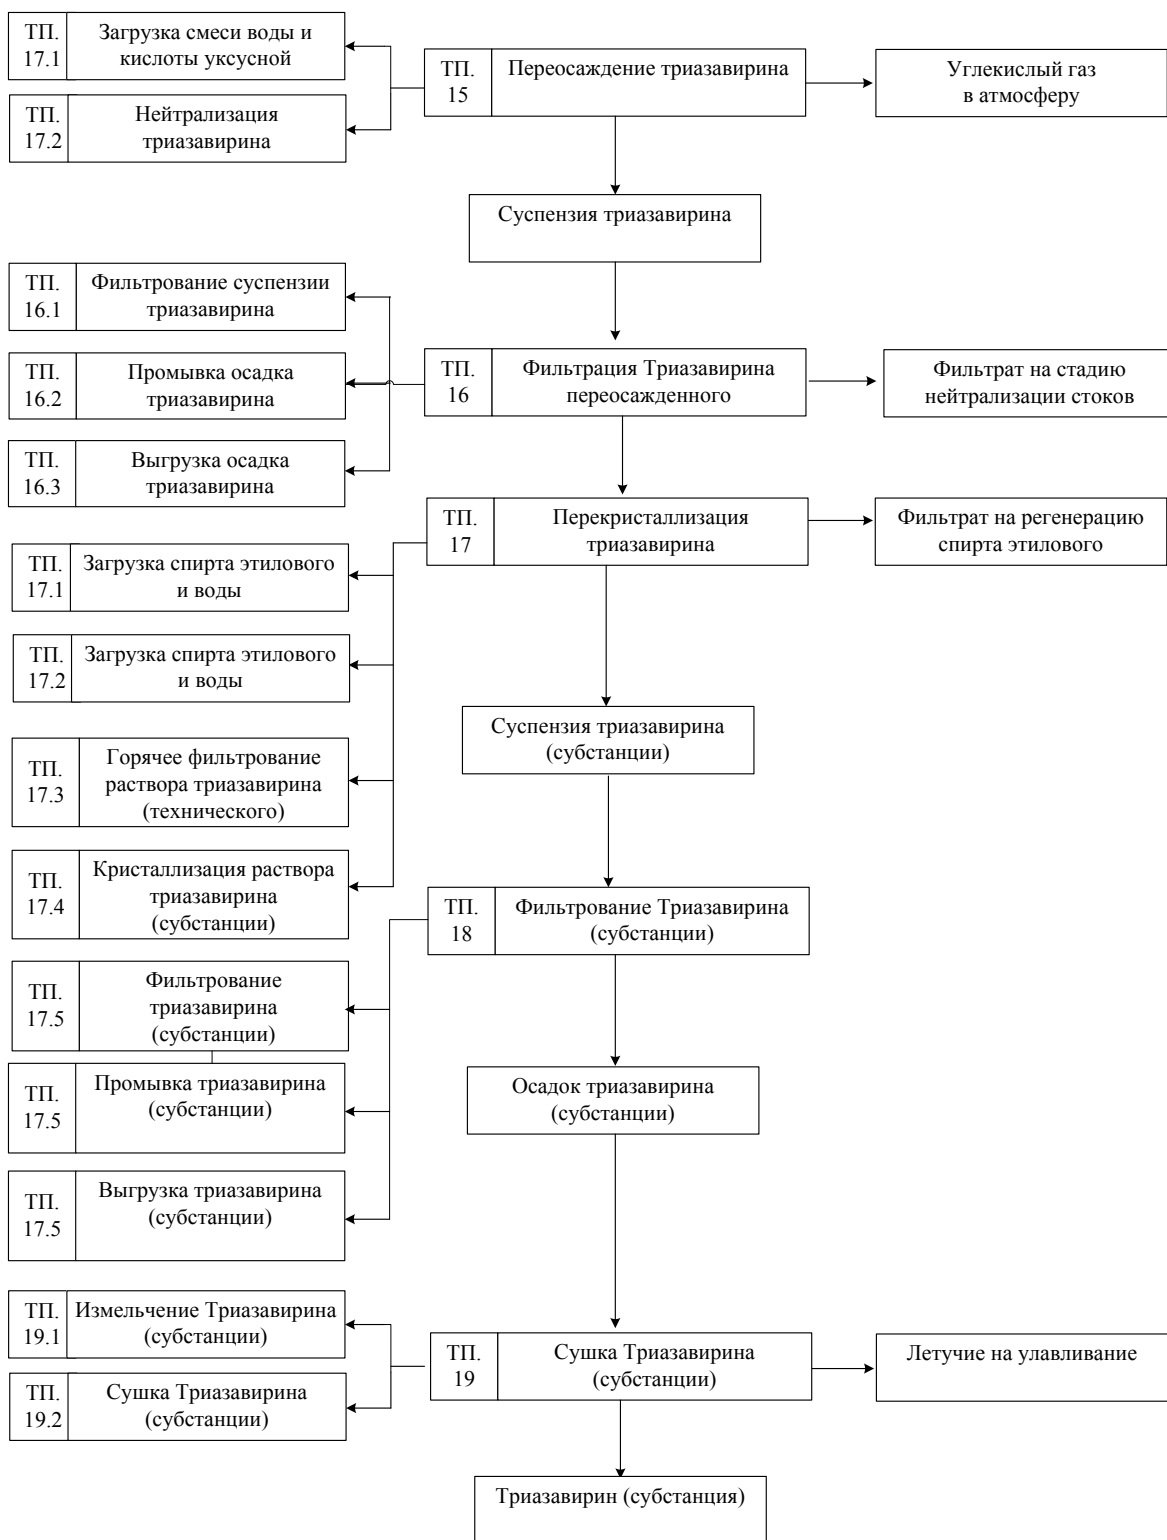 ТП.
17.1
Загрузка смеси воды и
кислоты уксусной
ТП.
15
Переосаждение триазавирина
Углекислый газ
в атмосферу
ТП.
17.2
Нейтрализация
триазавирина
Суспензия триазавирина
ТП.
16.1
Фильтрование суспензии
триазавирина
ТП.
16.2
Промывка осадка
триазавирина
ТП.
16
Фильтрация Триазавирина
переосажденного
Фильтрат на стадию
нейтрализации стоков
ТП.
16.3
Выгрузка осадка
триазавирина
ТП.
17
Перекристаллизация
триазавирина
Фильтрат на регенерацию
спирта этилового
ТП.
17.1
Загрузка спирта этилового
и воды
ТП.
17.2
Загрузка спирта этилового
и воды
Суспензия триазавирина
(субстанции)
ТП.
17.3
Горячее фильтрование
раствора триазавирина
(технического)
ТП.
17.4
Кристаллизация раствора
триазавирина
(субстанции)
ТП.
18
Фильтрование Триазавирина
(субстанции)
ТП.
17.5
Фильтрование
триазавирина
(субстанции)
ТП.
17.5
Промывка триазавирина
(субстанции)
Осадок триазавирина
(субстанции)
ТП.
17.5
Выгрузка триазавирина
(субстанции)
ТП.
19.1
Измельчение Триазавирина
(субстанции)
ТП.
19
Сушка Триазавирина
(субстанции)
Летучие на улавливание
ТП.
19.2
Сушка Триазавирина
(субстанции)
Триазавирин (субстанция)